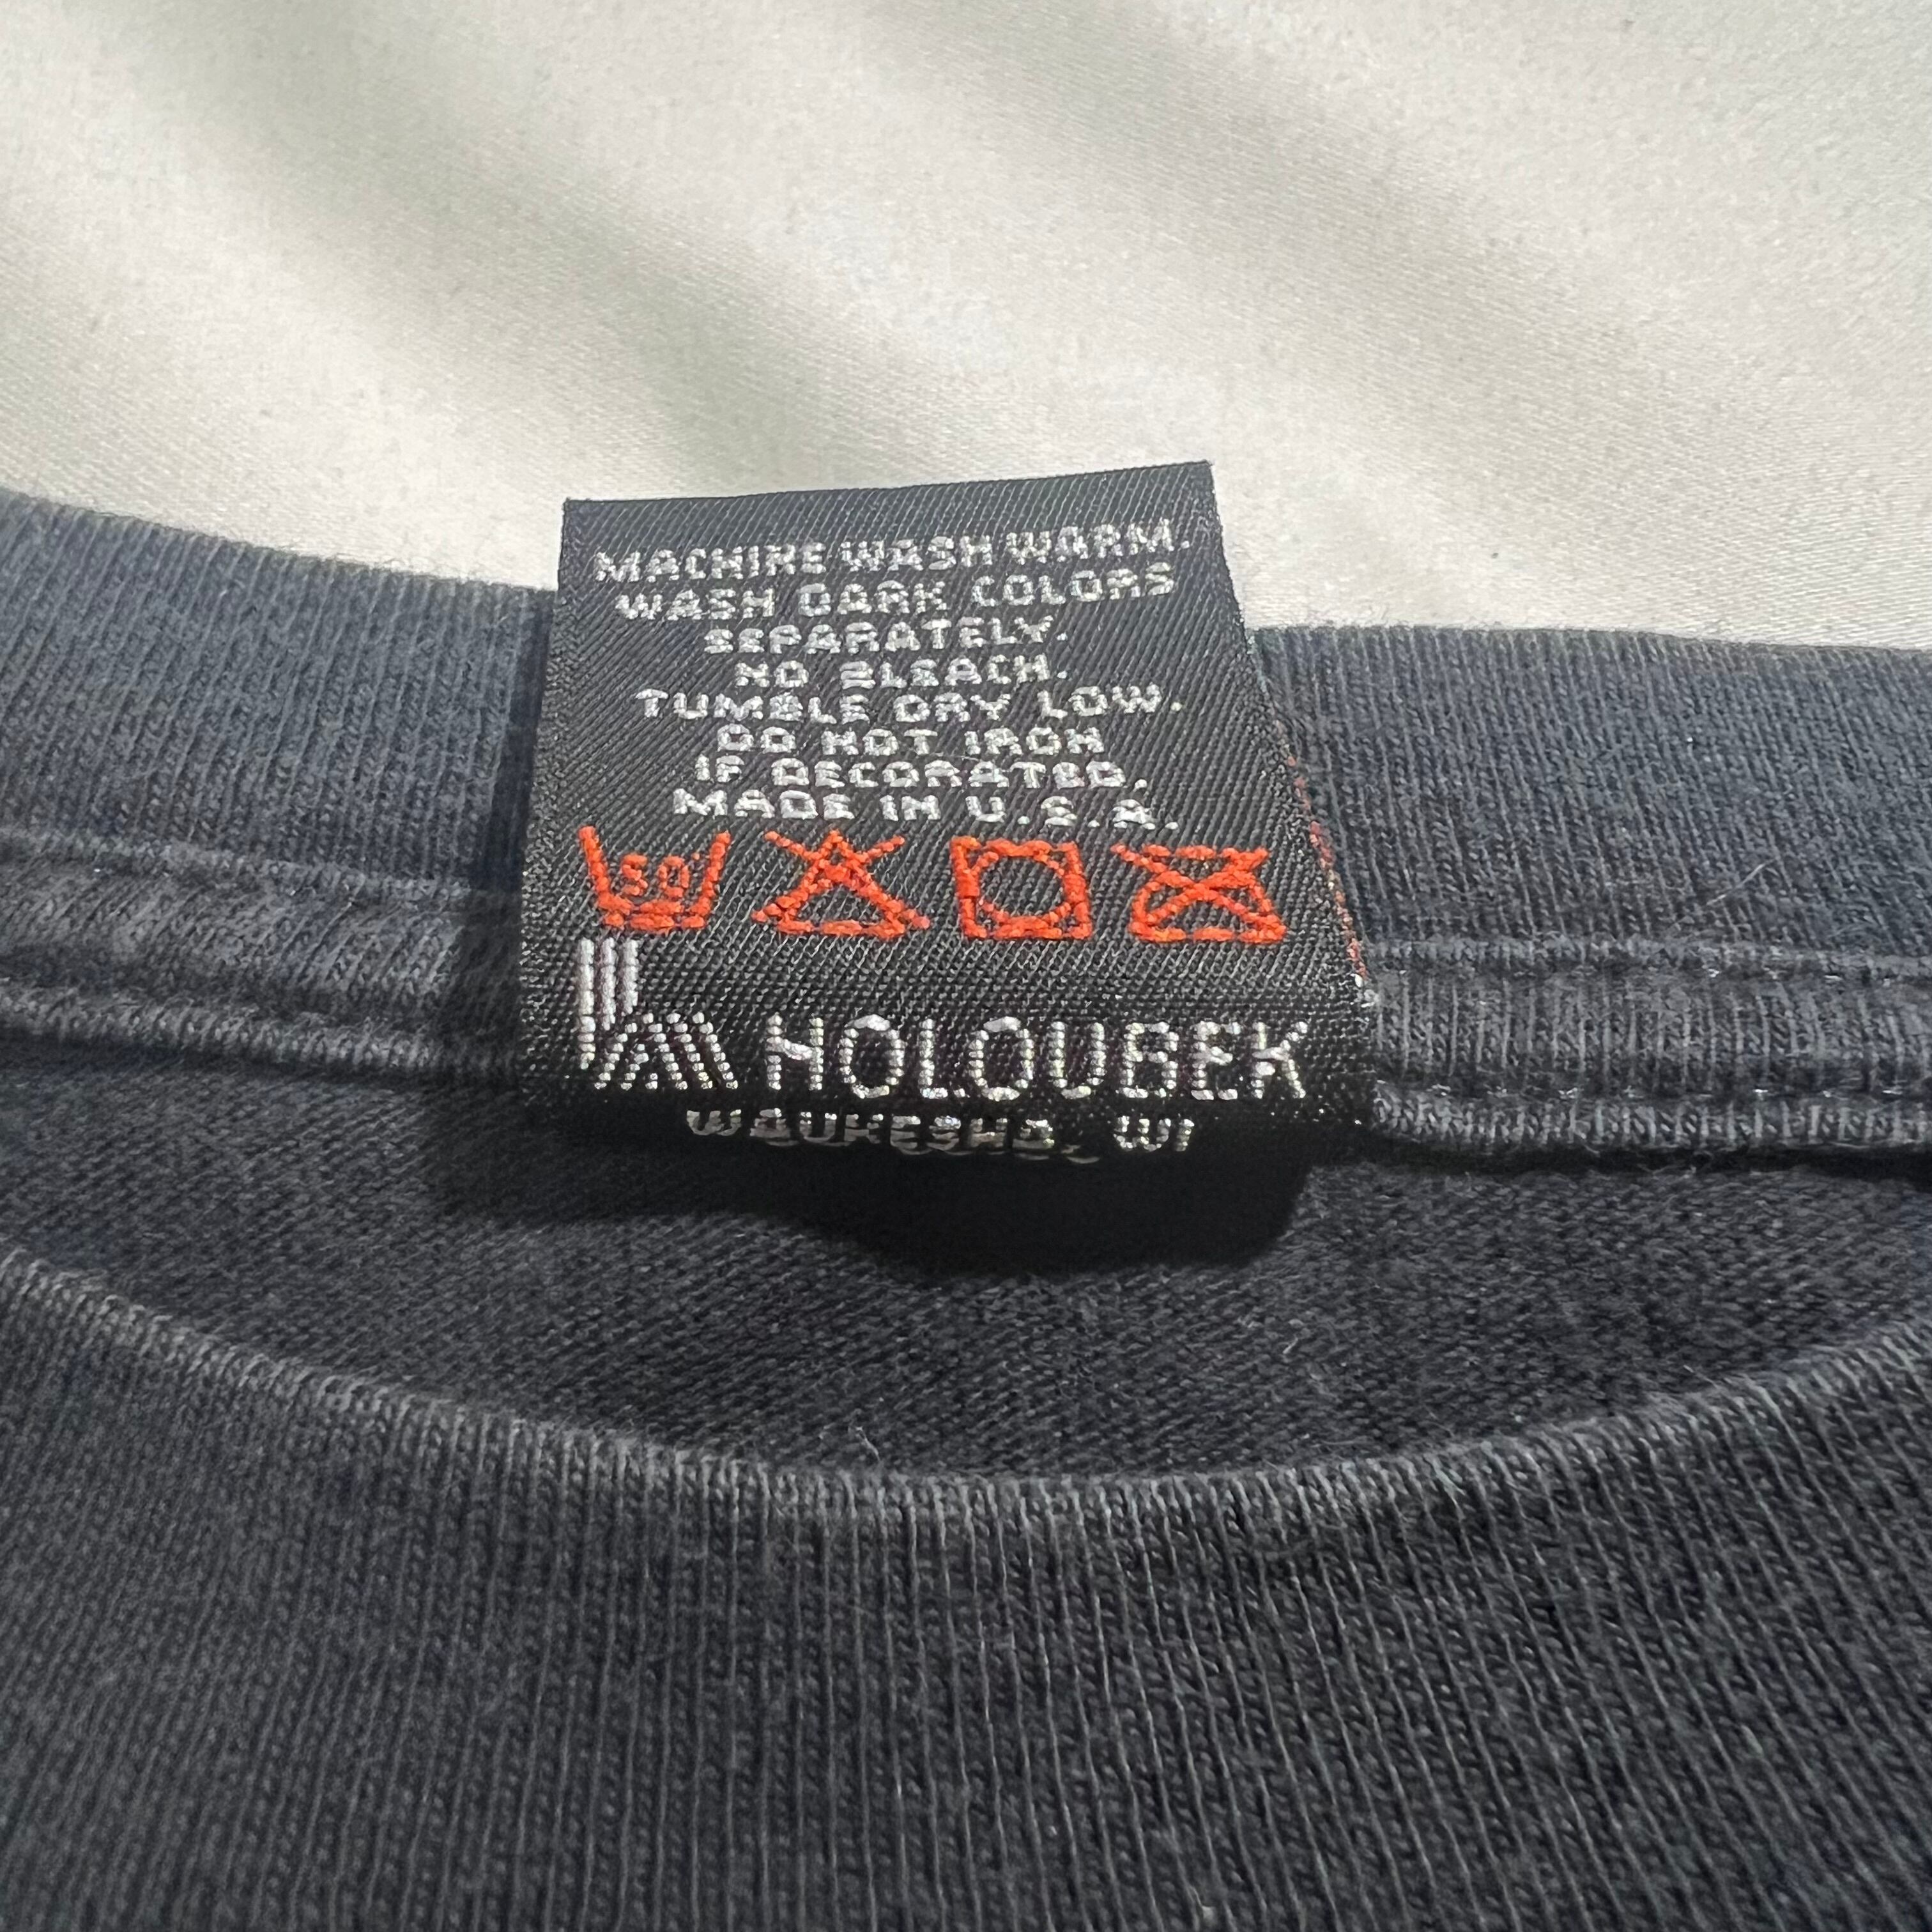 MACHINE WASH WARM.
WASH DARK COLORS
SEPARATELY.
NO BLEACH.
TUMBLE DRY LOW.
DO NOT IRON
IF DECORATED.
MADE IN U.S.A.
50°
HOLOUBEK
WAUKESHA, WI